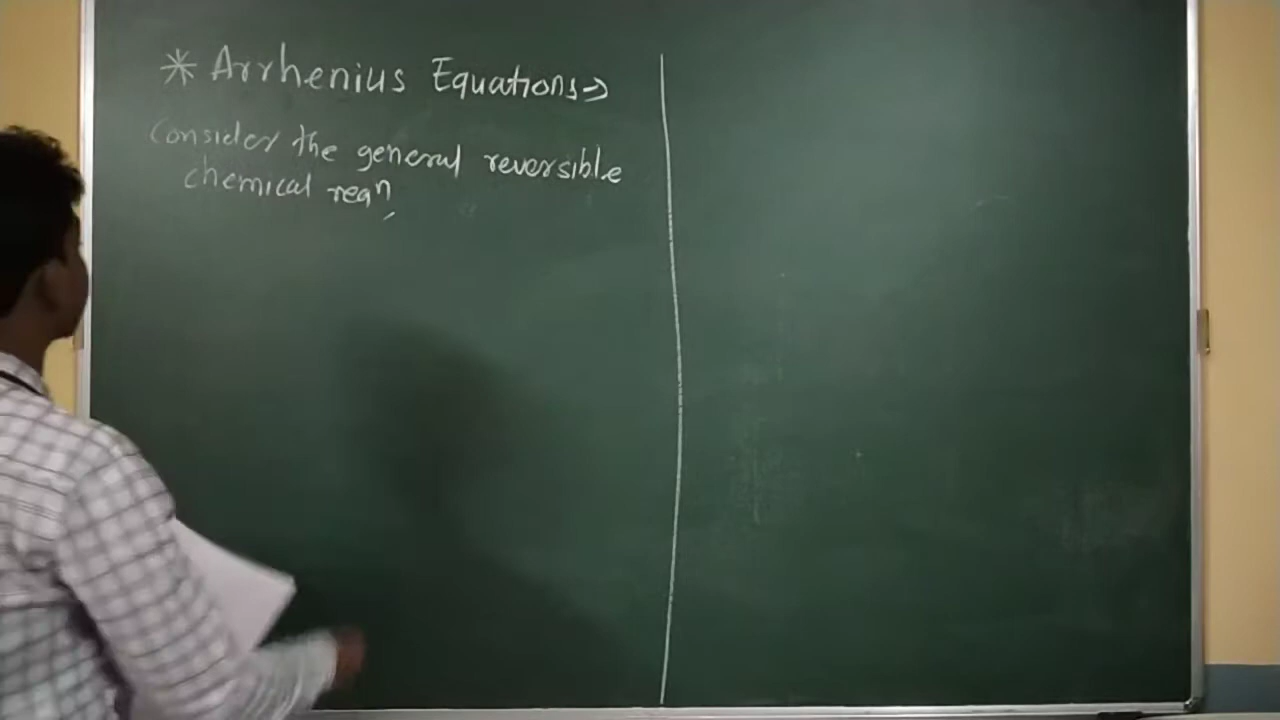 * Arrhenius Equations →
Consider the general reversible
chemical reaⁿ,